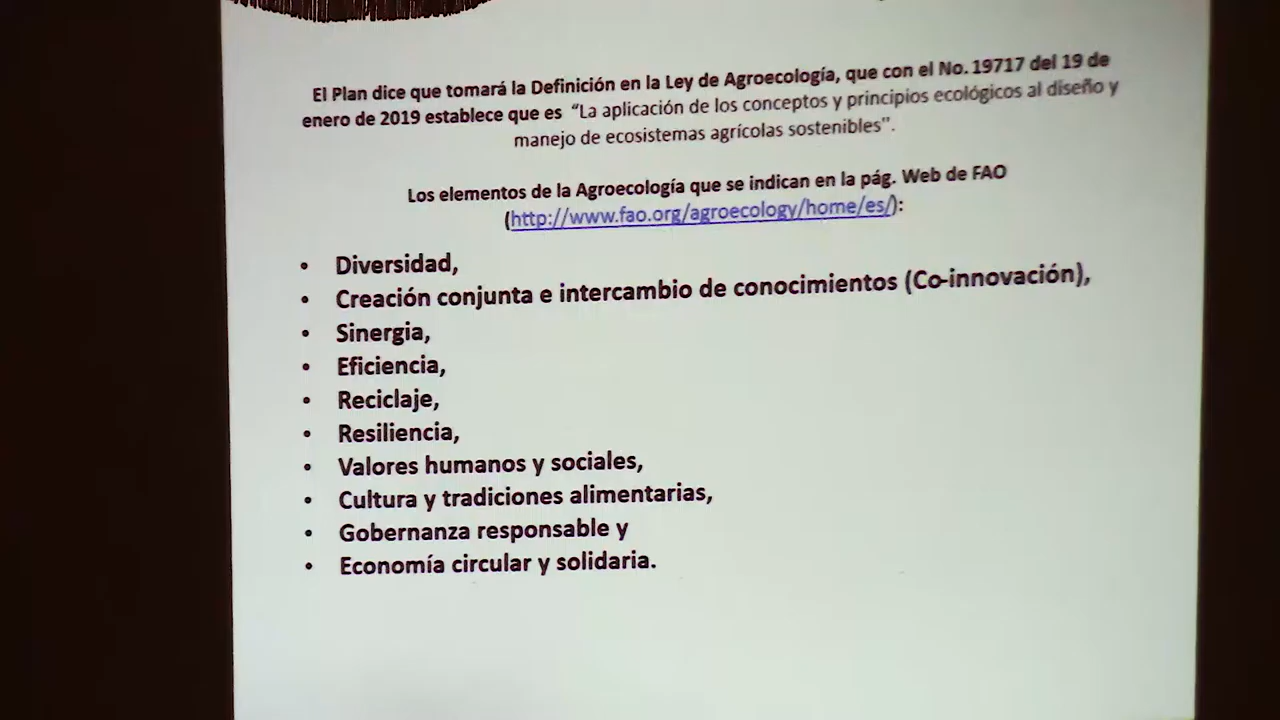 El Plan dice que tomará la Definición en la Ley de Agroecología, que con el No. 19717 del 19 de
enero de 2019 establece que es “La aplicación de los conceptos y principios ecológicos al diseño y
manejo de ecosistemas agrícolas sostenibles”.
Los elementos de la Agroecología que se indican en la pág. Web de FAO
(http://www.fao.org/agroecology/home/es/):
• Diversidad,
• Creación conjunta e intercambio de conocimientos (Co-innovación),
• Sinergia,
• Eficiencia,
• Reciclaje,
• Resiliencia,
• Valores humanos y sociales,
• Cultura y tradiciones alimentarias,
• Gobernanza responsable y
• Economía circular y solidaria.